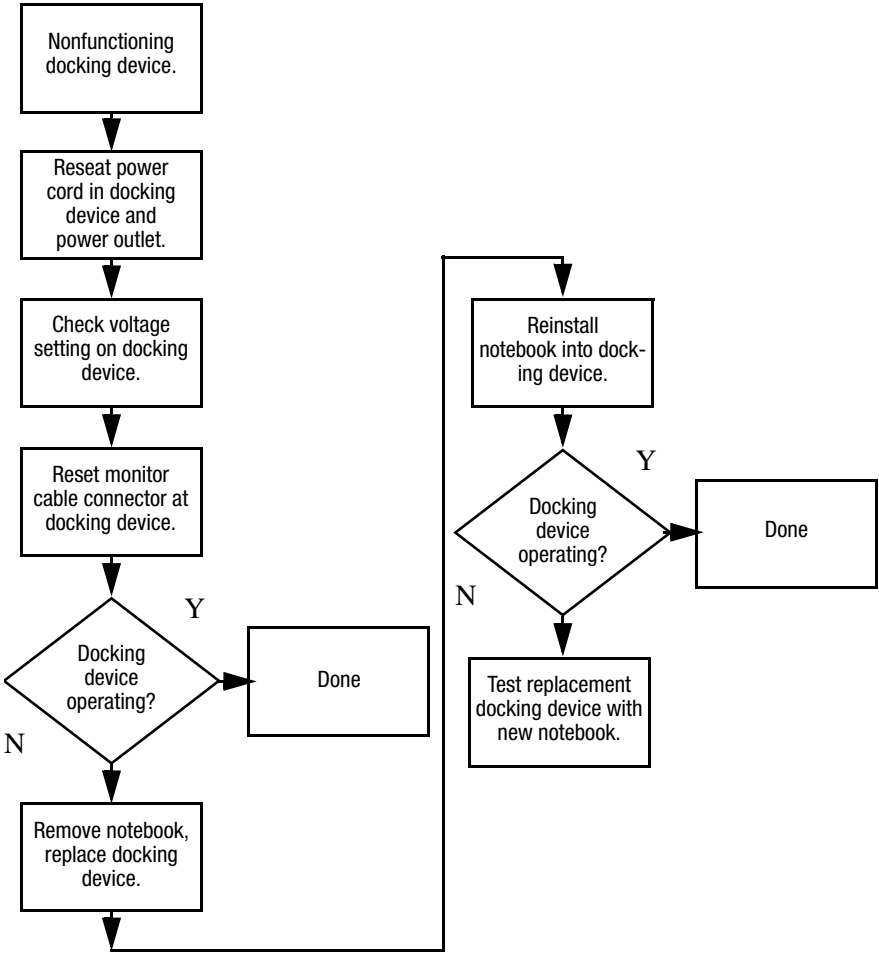 Nonfunctioning
docking device.
Reseat power
cord in docking
device and
power outlet.
Check voltage
setting on docking
device.
Reset monitor
cable connector at
docking device.
Y
Docking
device
operating?
Done
N
Remove notebook,
replace docking
device.
Reinstall
notebook into dock-
ing device.
Y
Docking
device
operating?
Done
N
Test replacement
docking device with
new notebook.